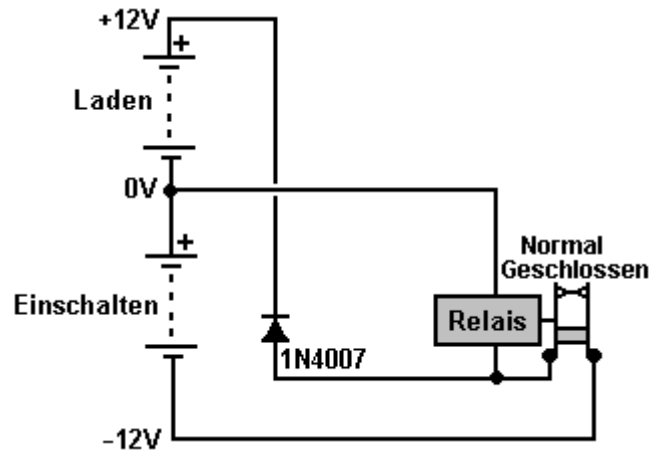 +12V
+
Laden
0V
+
Normal
Geschlossen
Einschalten
Relais
1N4007
-12V